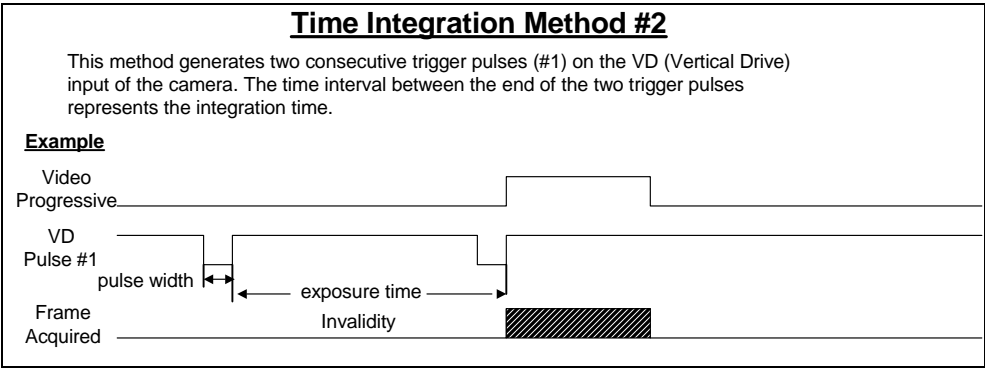 Time Integration Method #2
This method generates two consecutive trigger pulses (#1) on the VD (Vertical Drive)
input of the camera. The time interval between the end of the two trigger pulses
represents the integration time.
Example
Video
Progressive
VD
Pulse #1
pulse width
exposure time
Frame
Acquired
Invalidity